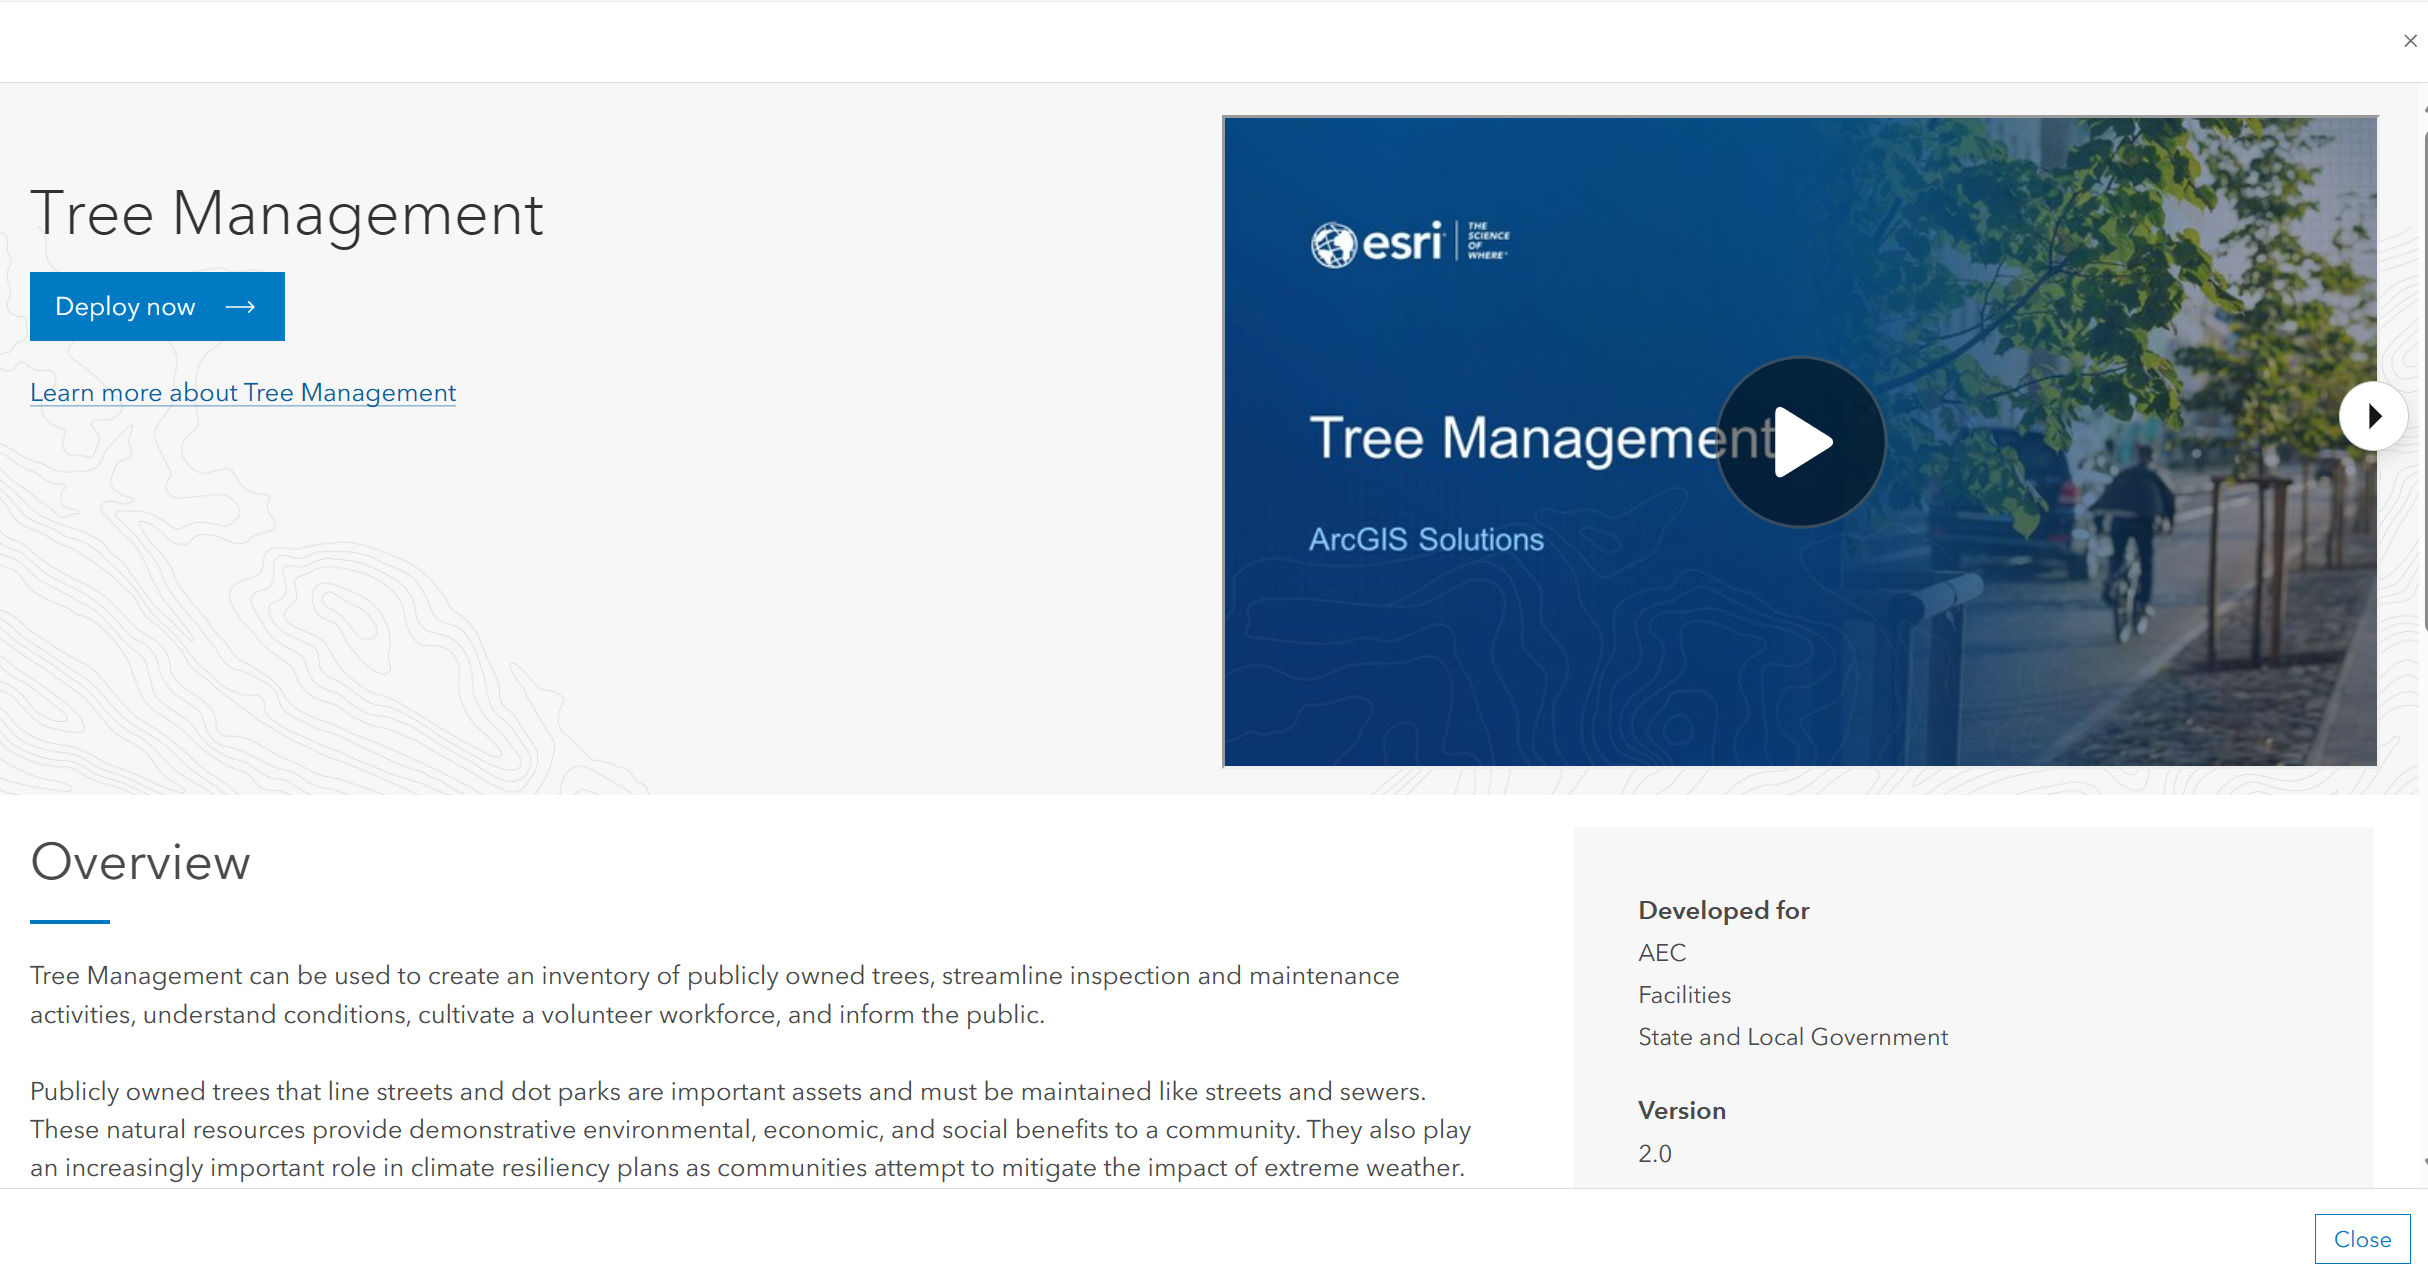 Tree Management
Deploy now
Learn more about Tree Management
esri
THE
SCIENCE
OF
WHERE
Tree Management
ArcGIS Solutions
Overview
Tree Management can be used to create an inventory of publicly owned trees, streamline inspection and maintenance
activities, understand conditions, cultivate a volunteer workforce, and inform the public.
Publicly owned trees that line streets and dot parks are important assets and must be maintained like streets and sewers.
These natural resources provide demonstrative environmental, economic, and social benefits to a community. They also play
an increasingly important role in climate resiliency plans as communities attempt to mitigate the impact of extreme weather.
Developed for
AEC
Facilities
State and Local Government
Version
2.0
Close